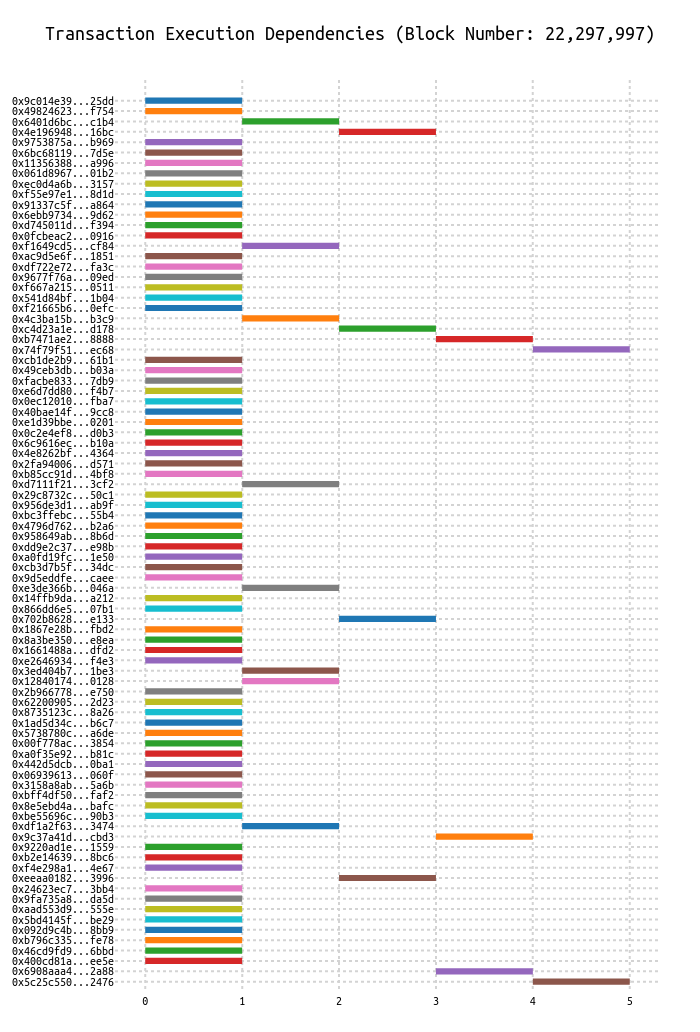 Transaction Execution Dependencies (Block Number: 22,297,997)
0x9c014e39...25dd
0x49824623...f754
0x6401d6bc...c1b4
0x4e196948...16bc
0x9753875a...b969
0x6bc68119...7d5e
0x11356388...a996
0x061d8967...01b2
0xec0d4a6b...3157
0xf55e97e1...8d1d
0x91337c5f...a864
0x6ebb9734...9d62
0xd745011d...f394
0x0fcbeac2...0916
0xf1649cd5...cf84
0xac9d5e6f...1851
0xdf722e72...fa3c
0x9677f76a...09ed
0xf667a215...0511
0x541d84bf...1b04
0xf21665b6...0efc
0x4c3ba15b...b3c9
0xc4d23a1e...d178
0xb7471ae2...8888
0x74f79f51...ec68
0xcb1de2b9...61b1
0x49ceb3db...b03a
0xfacbe833...7db9
0xe6d7dd80...f4b7
0x0ec12010...fba7
0x40bae14f...9cc8
0xe1d39bbe...0201
0x0c2e4ef8...d0b3
0x6c9616ec...b10a
0x4e8262bf...4364
0x2fa94006...d571
0xb85cc91d...4bf8
0xd7111f21...3cf2
0x29c8732c...50c1
0x956de3d1...ab9f
0xbc3ffebc...55b4
0x4796d762...b2a6
0x958649ab...8b6d
0xdd9e2c37...e98b
0xa0fd19fc...1e50
0xcb3d7b5f...34dc
0x9d5eddfe...caee
0xe3de366b...046a
0x14ffb9da...a212
0x866dd6e5...07b1
0x702b8628...e133
0x1867e28b...fbd2
0x8a3be350...e8ea
0x1661488a...dfd2
0xe2646934...f4e3
0x3ed404b7...1be3
0x12840174...0128
0x2b966778...e750
0x62200905...2d23
0x8735123c...8a26
0x1ad5d34c...b6c7
0x5738780c...a6de
0x00f778ac...3854
0xa0f35e92...b81c
0x442d5dcb...0ba1
0x06939613...060f
0x3158a8ab...5a6b
0xbff4df50...faf2
0x8e5ebd4a...bafc
0xbe55696c...90b3
0xdf1a2f63...3474
0x9c37a41d...cbd3
0x9220ad1e...1559
0xb2e14639...8bc6
0xf4e298a1...4e67
0xeeaa0182...3996
0x24623ec7...3bb4
0x9fa735a8...da5d
0xaad553d9...555e
0x5bd4145f...be29
0x092d9c4b...8bb9
0xb796c335...fe78
0x46cd9fd9...6bbd
0x400cd81a...ee5e
0x6908aaa4...2a88
0x5c25c550...2476
0 1 2 3 4 5